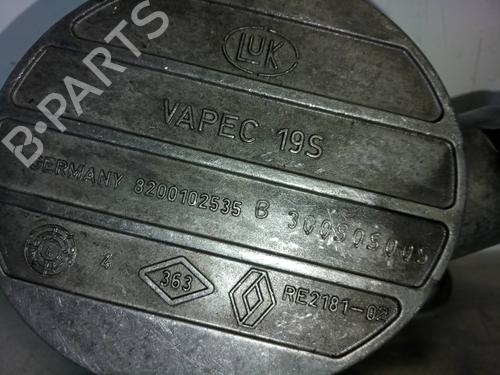 LUK
B-PARTS
VAPEC 19S
GERMANY 8200102535 B
4 363 RE2181-02